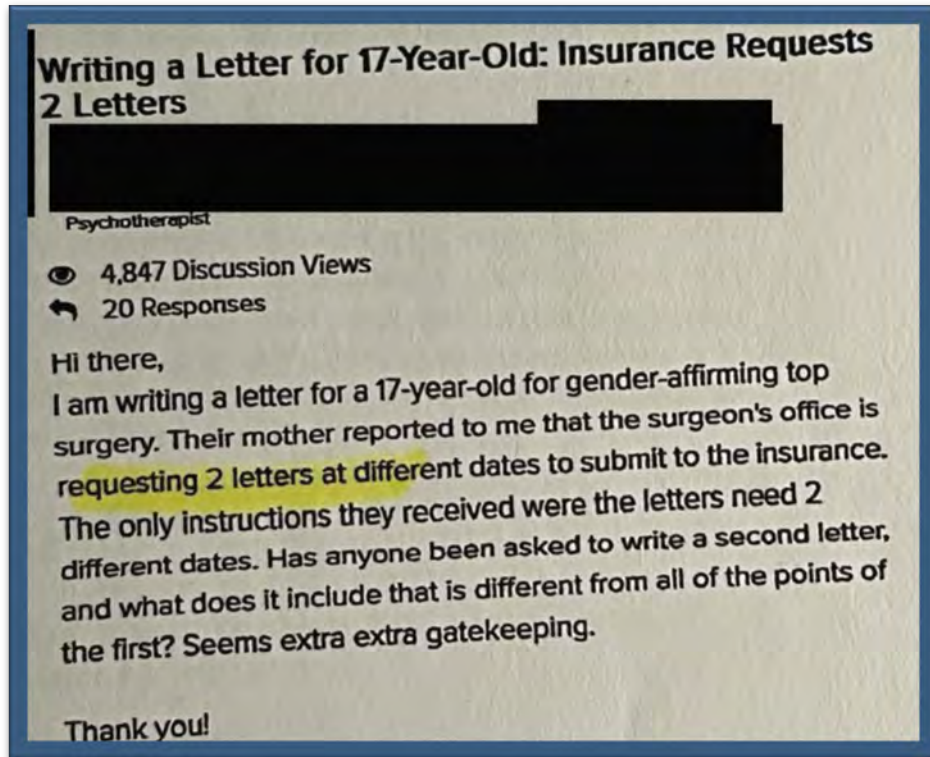 Writing a Letter for 17-Year-Old: Insurance Requests
2 Letters
Psychotherapist
4,847 Discussion Views
20 Responses
Hi there,
I am writing a letter for a 17-year-old for gender-affirming top
surgery. Their mother reported to me that the surgeon's office is
requesting 2 letters at different dates to submit to the insurance.
The only instructions they received were the letters need 2
different dates. Has anyone been asked to write a second letter,
and what does it include that is different from all of the points of
the first? Seems extra extra gatekeeping.
Thank you!